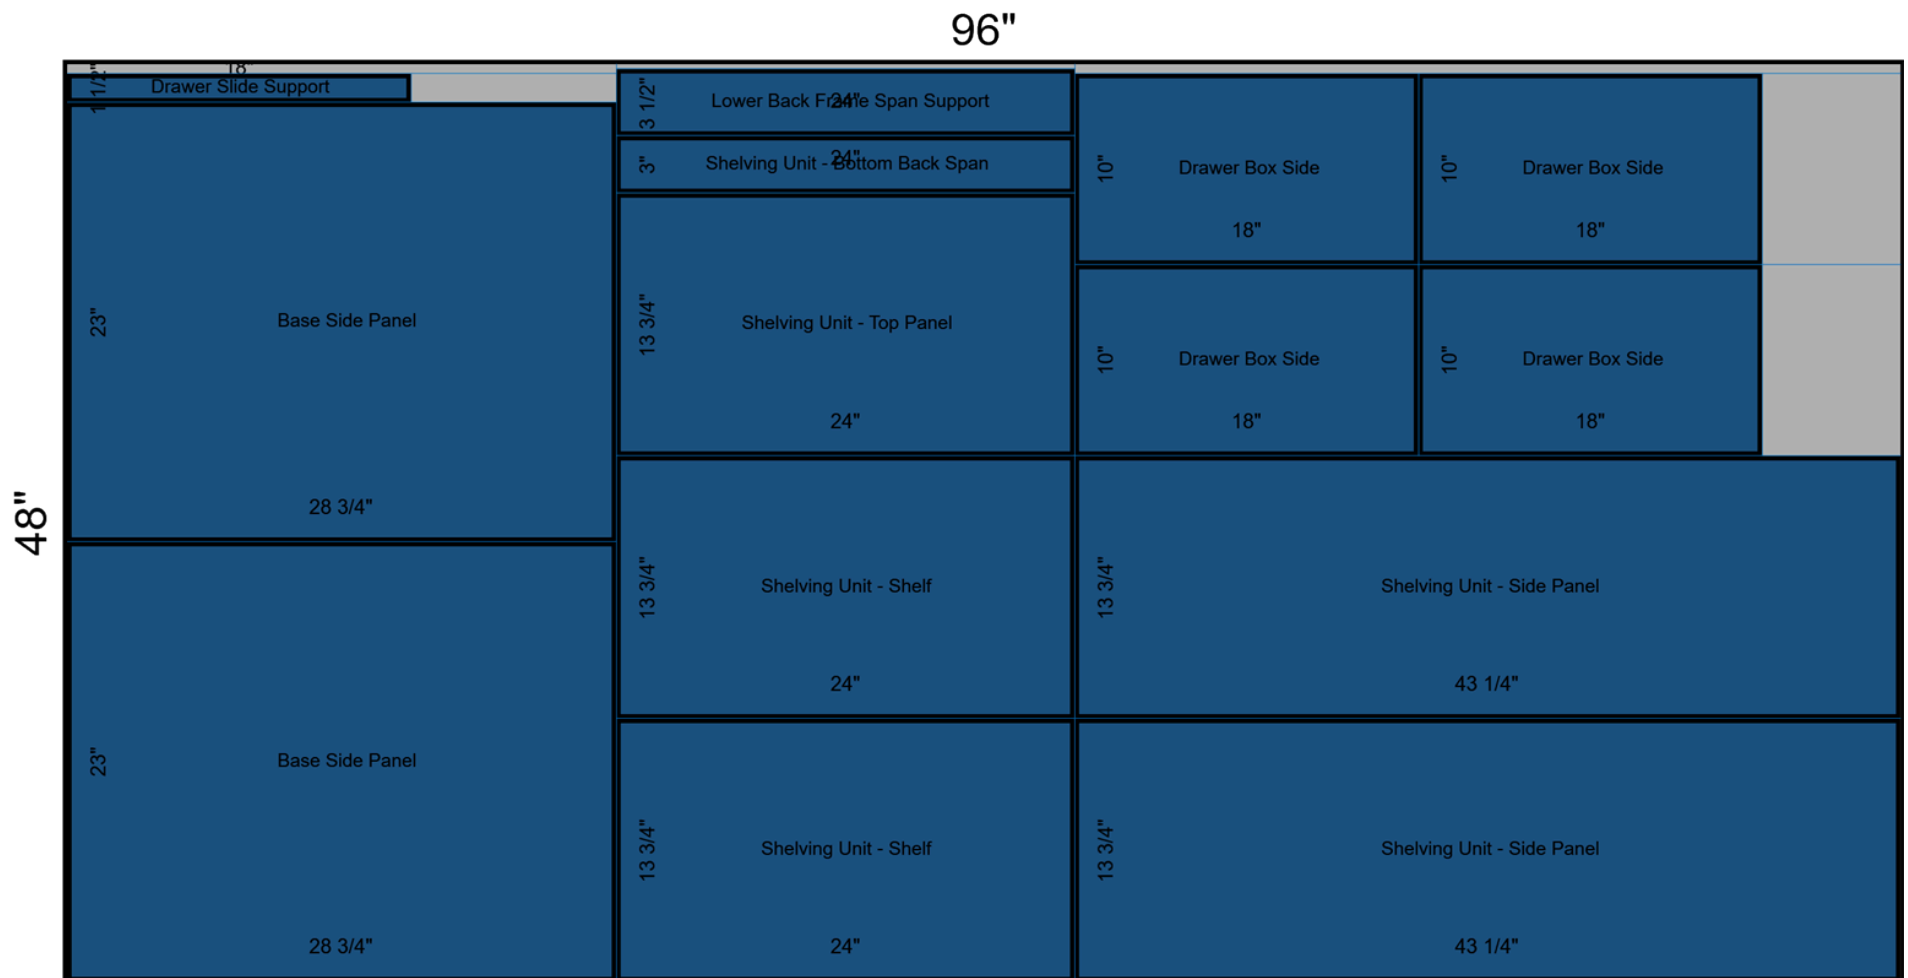 96"
48"
18"
1 1/2"
Drawer Slide Support
23"
Base Side Panel
28 3/4"
23"
Base Side Panel
28 3/4"
3 1/2"
Lower Back Frame Span Support
24"
3"
Shelving Unit - Bottom Back Span
24"
13 3/4"
Shelving Unit - Top Panel
24"
13 3/4"
Shelving Unit - Shelf
24"
13 3/4"
Shelving Unit - Shelf
24"
10"
Drawer Box Side
18"
10"
Drawer Box Side
18"
10"
Drawer Box Side
18"
10"
Drawer Box Side
18"
13 3/4"
Shelving Unit - Side Panel
43 1/4"
13 3/4"
Shelving Unit - Side Panel
43 1/4"